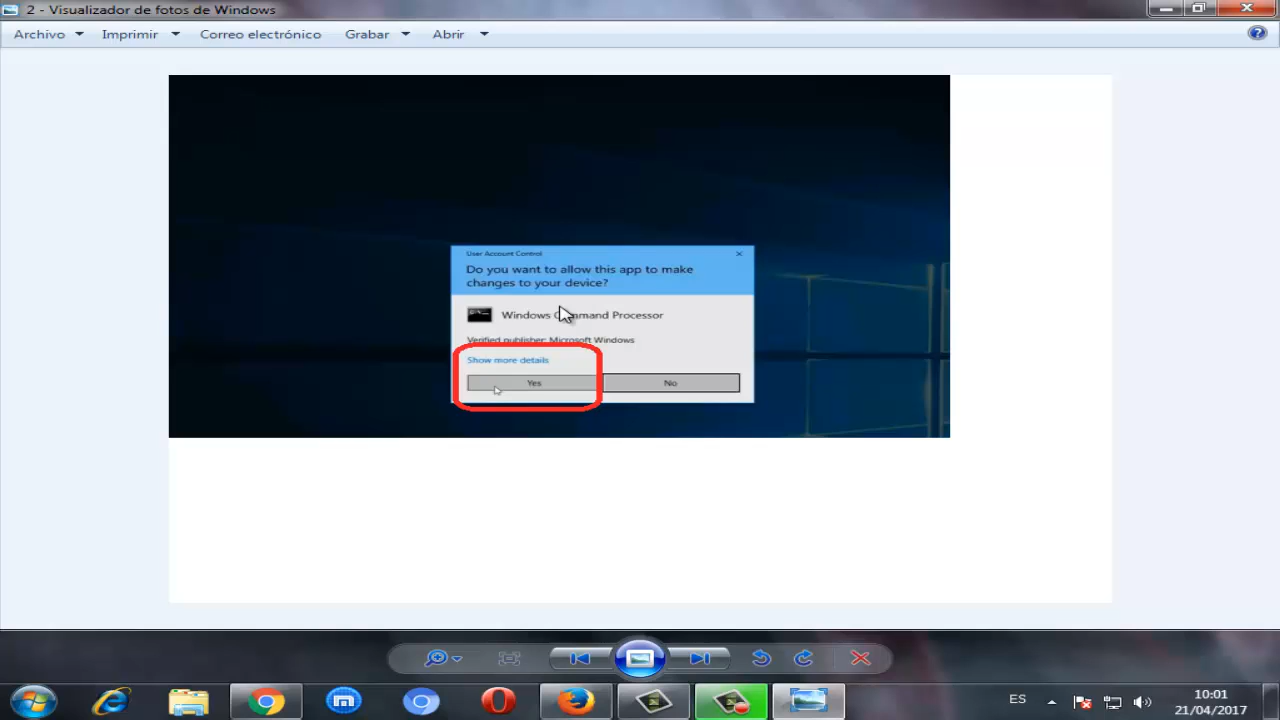 2 - Visualizador de fotos de Windows
Archivo Imprimir Correo electrónico Grabar Abrir
User Account Control
Do you want to allow this app to make
changes to your device?
Windows Command Processor
Verified publisher: Microsoft Windows
Show more details
Yes No
ES
10:01
21/04/2017